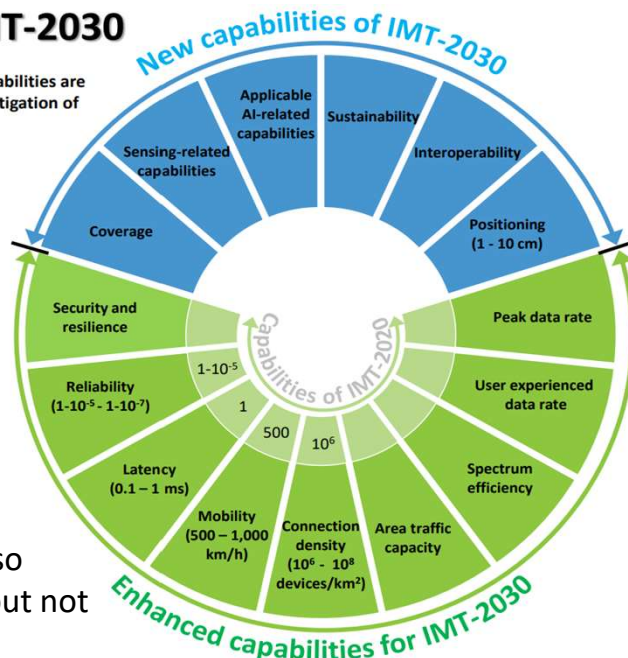 MT-2030
abilities are
stigation of
New capabilities of IMT-2030
Coverage
Sensing-related
capabilities
Applicable
AI-related
capabilities
Sustainability
Interoperability
Positioning
(1 - 10 cm)
Security and
resilience
Reliability
(1-10⁻⁵ - 1-10⁻⁷)
Latency
(0.1 – 1 ms)
Mobility
(500 – 1,000
km/h)
Connection
density
(10⁶ - 10⁸
devices/km²)
Area traffic
capacity
Spectrum
efficiency
User experienced
data rate
Peak data rate
1-10⁻⁵
1
500
10⁶
Capabilities of IMT-2020
so
out not
Enhanced capabilities for IMT-2030